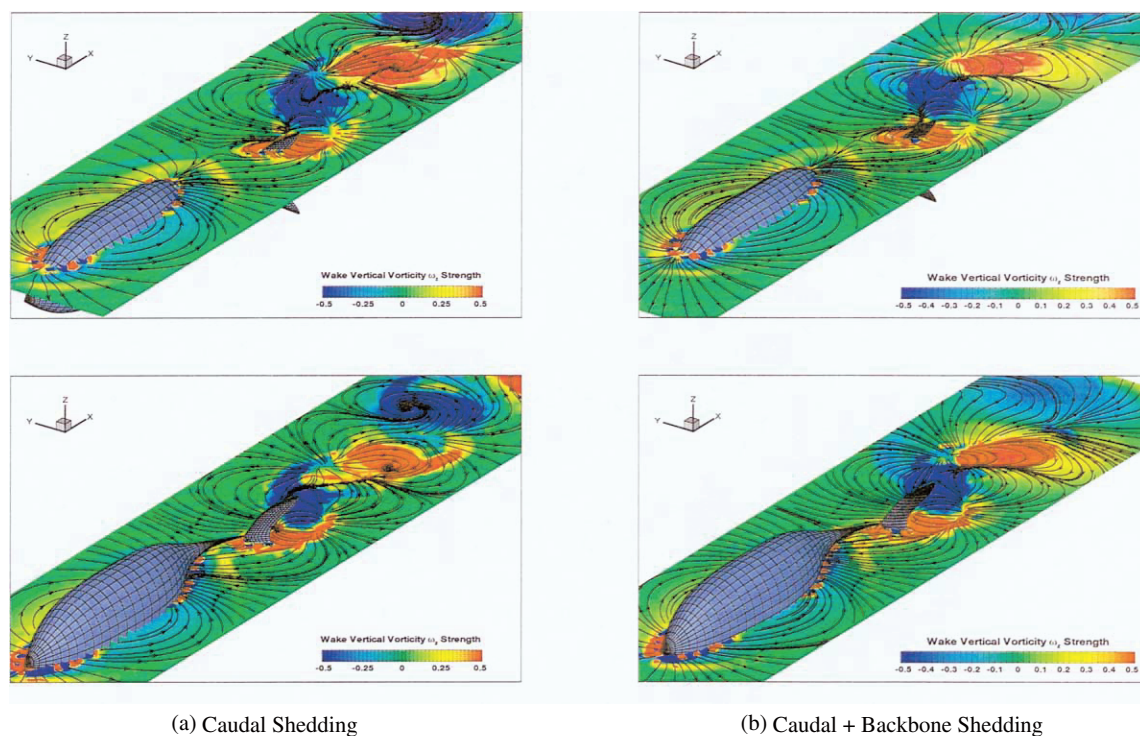 Z
Y
X
Wake Vertical Vorticity ωz Strength
-0.5 -0.25 0 0.25 0.5
Z
Y
X
Wake Vertical Vorticity ωz Strength
-0.5 -0.4 -0.3 -0.2 -0.1 0 0.1 0.2 0.3 0.4 0.5
Z
Y
X
Wake Vertical Vorticity ωz Strength
-0.5 -0.25 0 0.25 0.5
Z
Y
X
Wake Vertical Vorticity ωz Strength
-0.5 -0.4 -0.3 -0.2 -0.1 0 0.1 0.2 0.3 0.4 0.5
(a) Caudal Shedding
(b) Caudal + Backbone Shedding